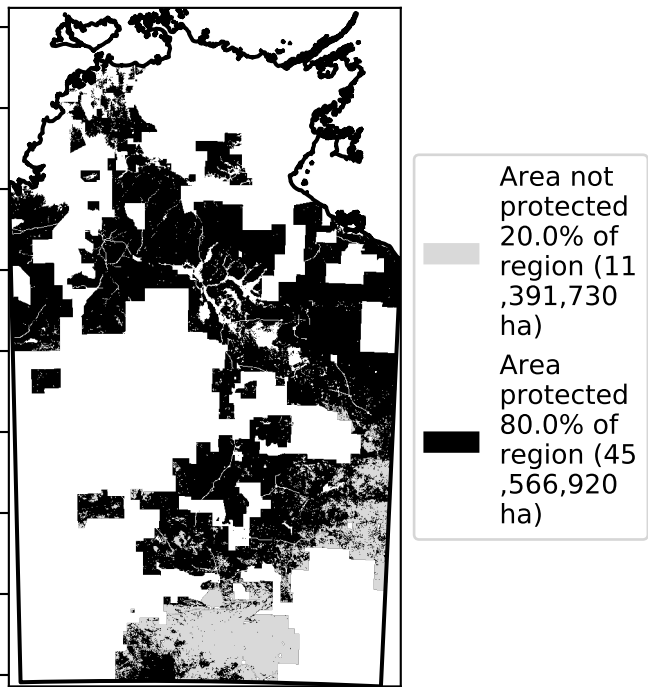 Area not
protected
20.0% of
region (11
,391,730
ha)
Area
protected
80.0% of
region (45
,566,920
ha)